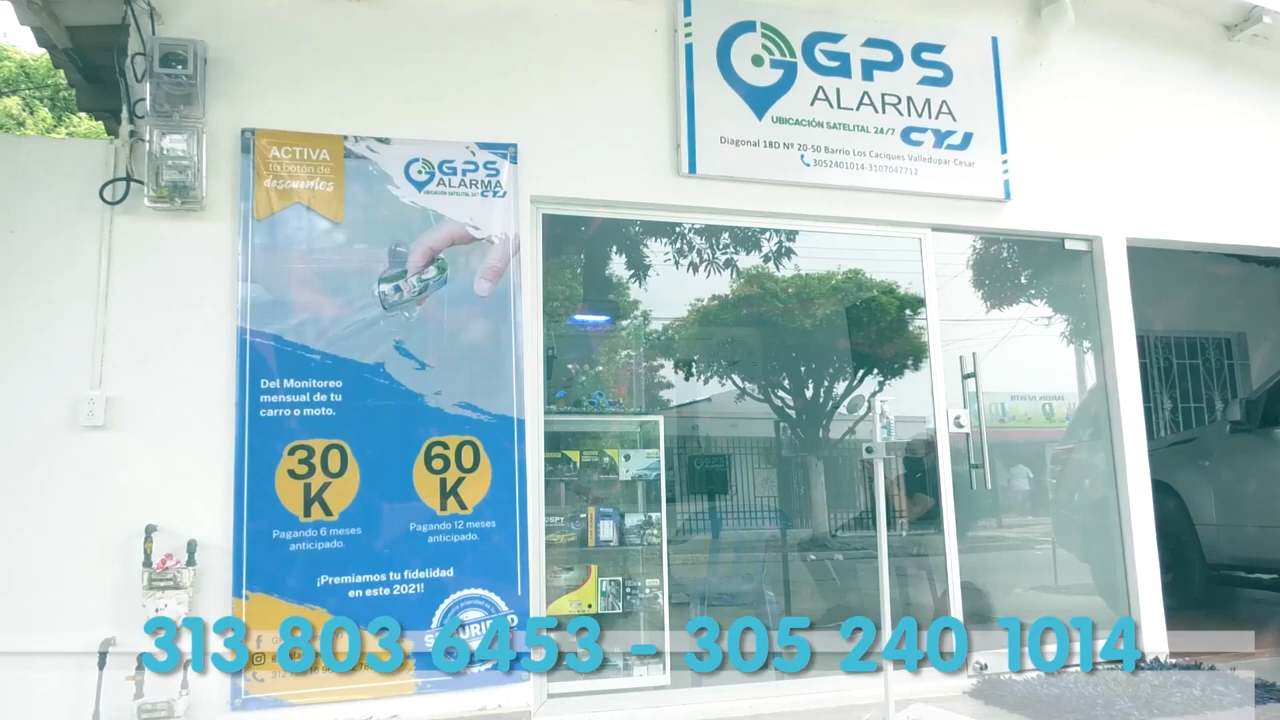 GPS
ALARMA
UBICACIÓN SATELITAL 24/7
CYJ
Diagonal 18D Nº 20-50 Barrio Los Caciques Valledupar-Cesar
3052401014-3107047712
ACTIVA
tu botón de
descuentos
GPS
ALARMA
UBICACIÓN SATELITAL 24/7
CYJ
Del Monitoreo
mensual de tu
carro o moto.
30
K
60
K
Pagando 6 meses
anticipado.
Pagando 12 meses
anticipado.
¡Premiamos tu fidelidad
en este 2021!
SEGURIDAD
313 803 6453 - 305 240 1014